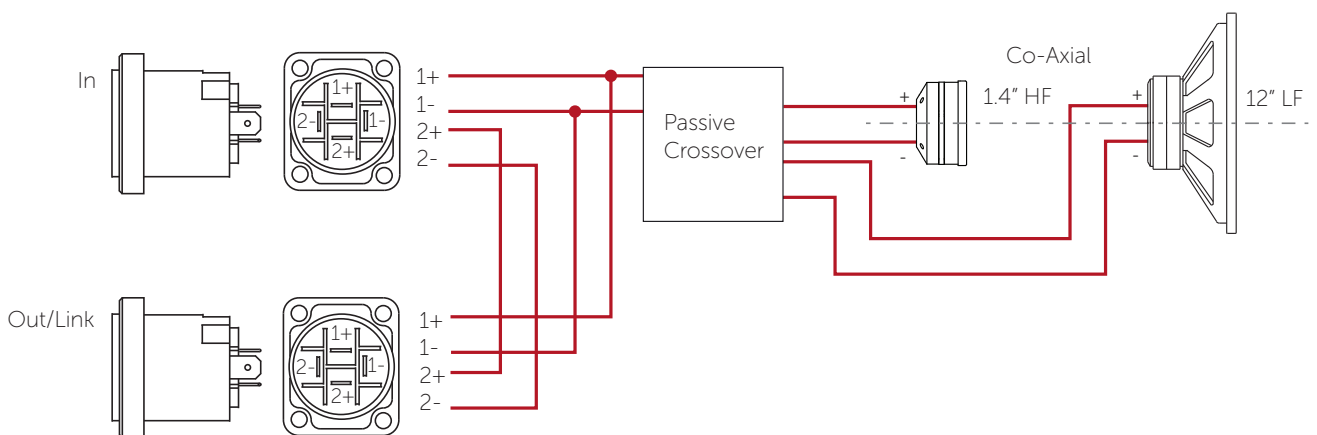 In
1+
2-
1-
2+
1+
1-
2+
2-
Passive
Crossover
Co-Axial
+
1.4” HF
-
+
12” LF
-
Out/Link
1+
2-
1-
2+
1+
1-
2+
2-